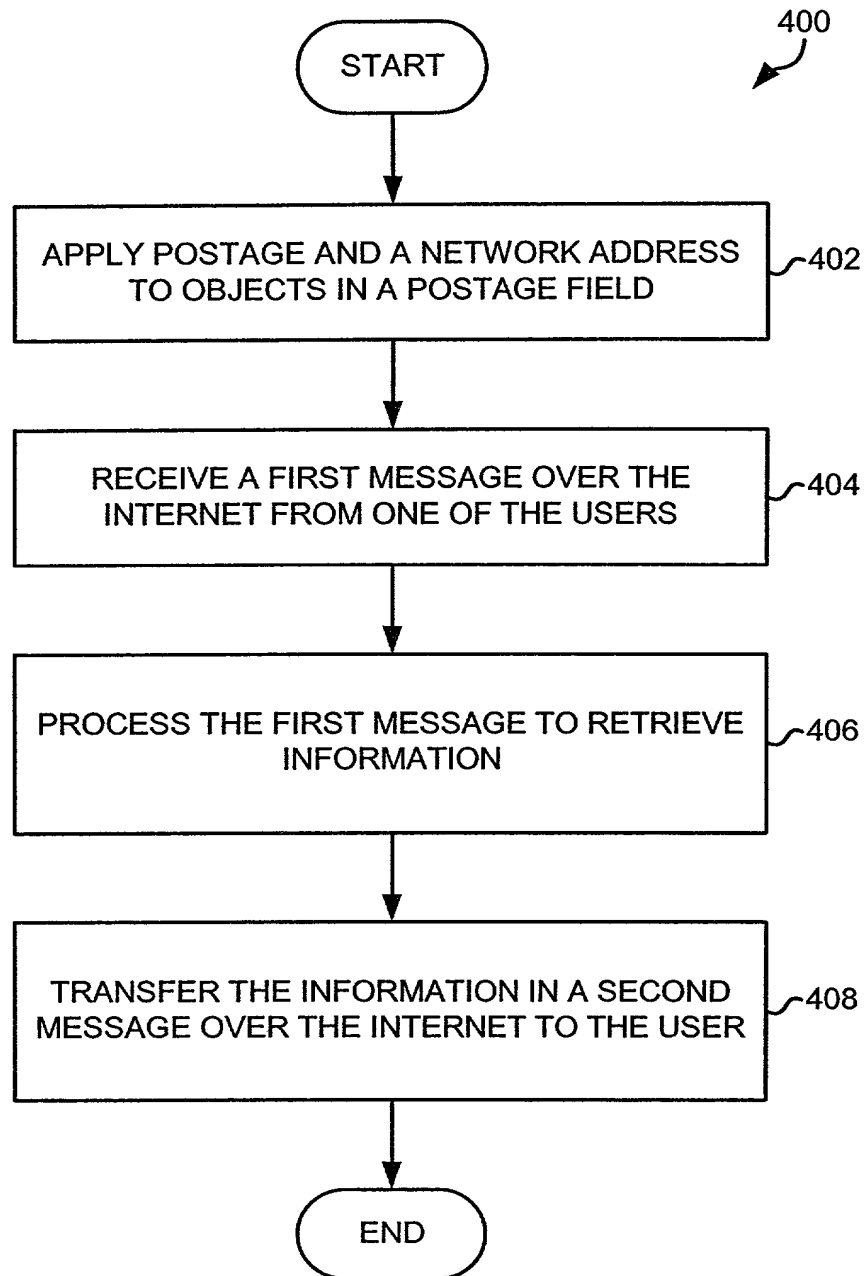 400
START
APPLY POSTAGE AND A NETWORK ADDRESS
TO OBJECTS IN A POSTAGE FIELD
402
RECEIVE A FIRST MESSAGE OVER THE
INTERNET FROM ONE OF THE USERS
404
PROCESS THE FIRST MESSAGE TO RETRIEVE
INFORMATION
406
TRANSFER THE INFORMATION IN A SECOND
MESSAGE OVER THE INTERNET TO THE USER
408
END